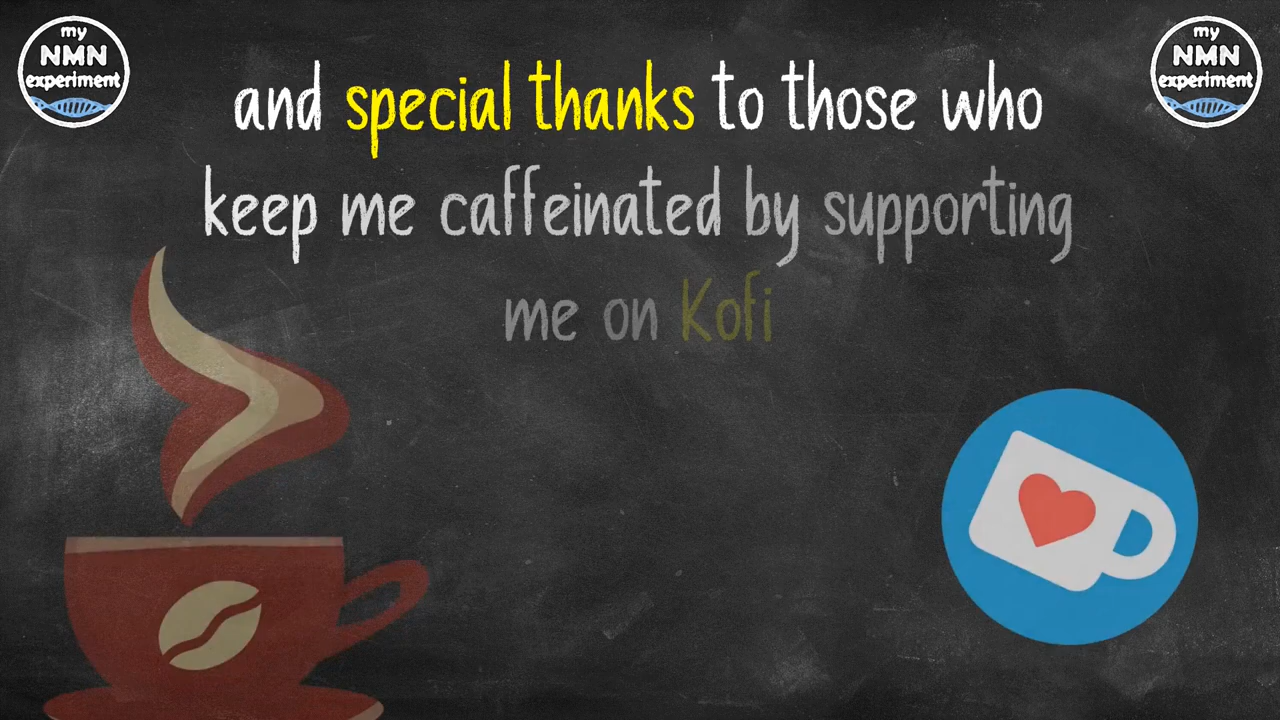 my
NMN
experiment
my
NMN
experiment
and special thanks to those who
keep me caffeinated by supporting
me on Kofi